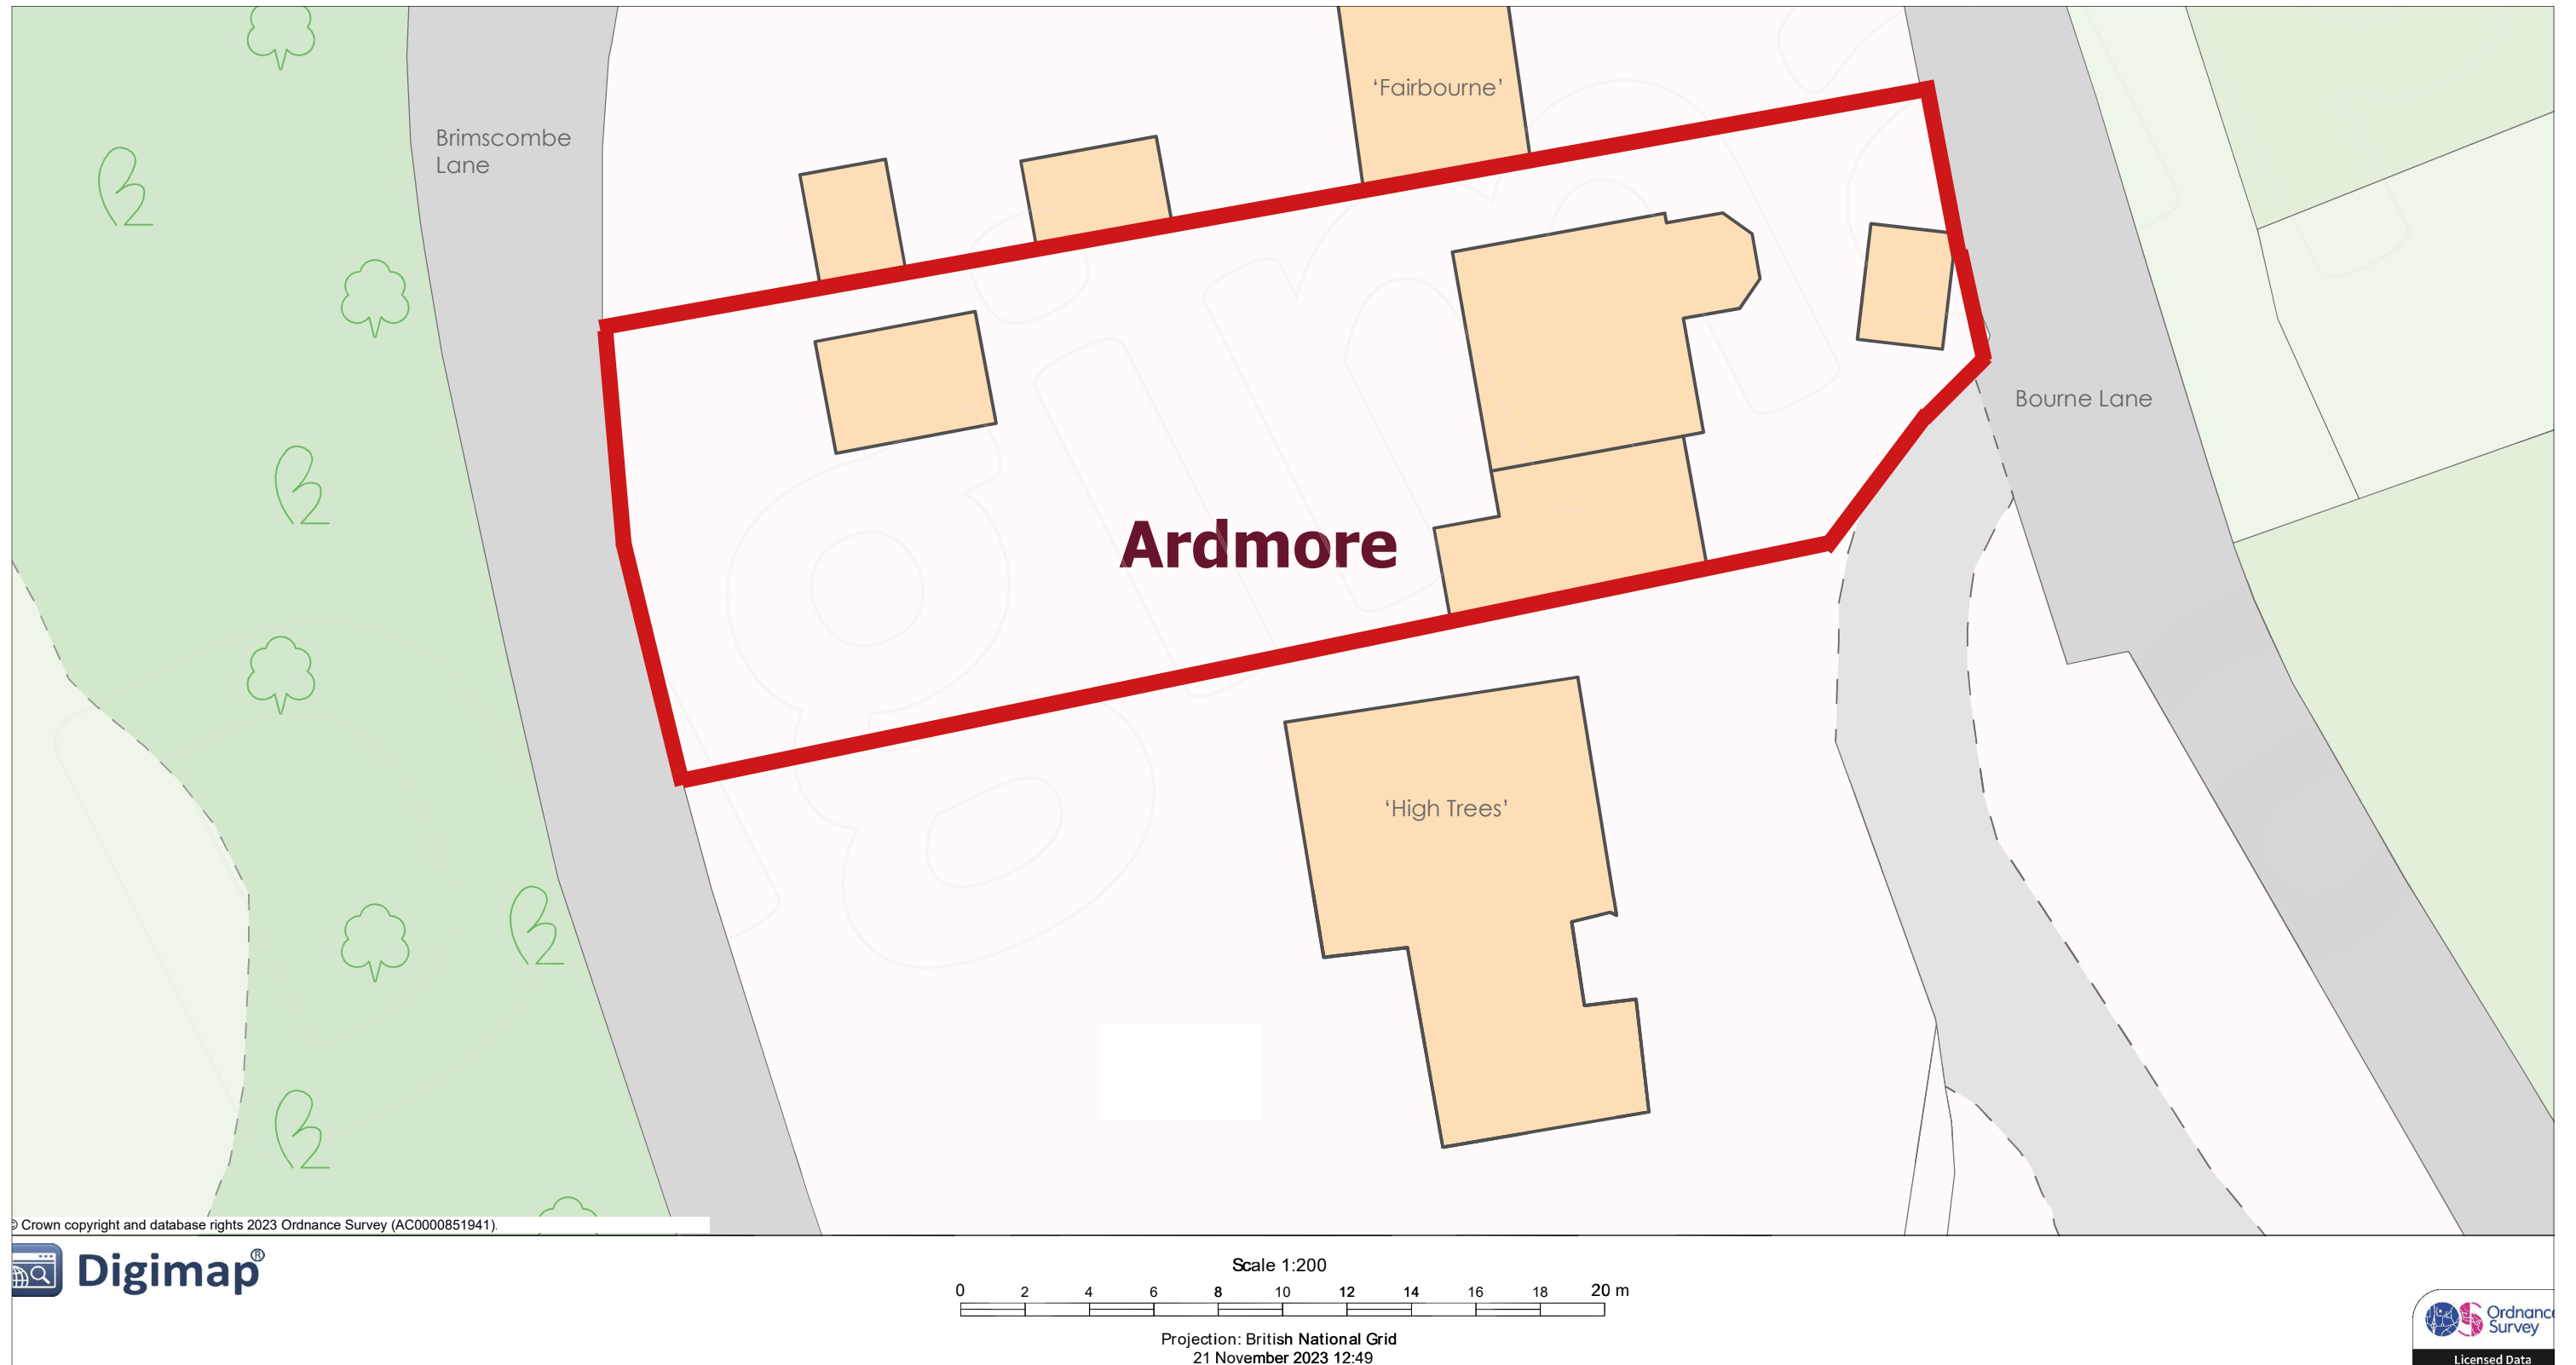 ‘Fairbourne’
Brimscombe
Lane
Bourne Lane
Ardmore
‘High Trees’
© Crown copyright and database rights 2023 Ordnance Survey (AC0000851941).
Digimap®
Scale 1:200
0 2 4 6 8 10 12 14 16 18 20 m
Projection: British National Grid
21 November 2023 12:49
OS
Ordnance
Survey
Licensed Data